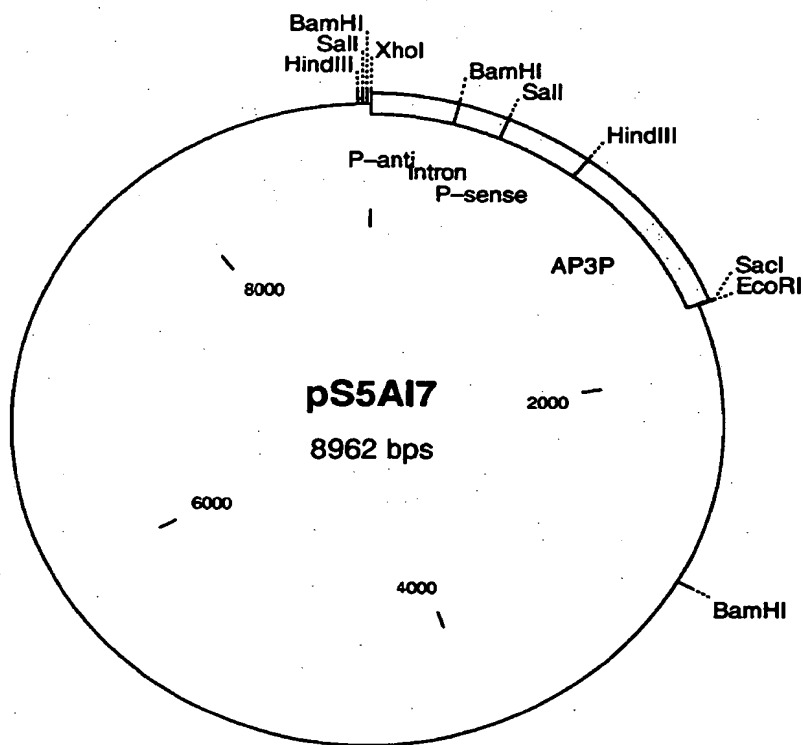 BamHI
SalI
HindIII
XhoI
BamHI
SalI
HindIII
P–anti
Intron
P–sense
AP3P
SacI
EcoRI
8000
pS5AI7
8962 bps
2000
6000
4000
BamHI